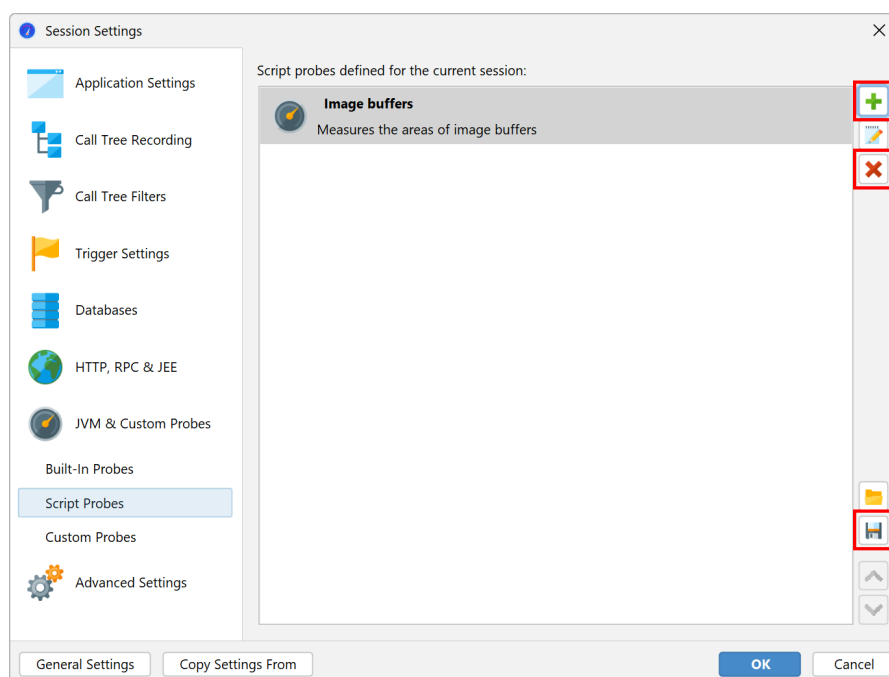 Session Settings
Application Settings
Call Tree Recording
Call Tree Filters
Trigger Settings
Databases
HTTP, RPC & JEE
JVM & Custom Probes
Built-In Probes
Script Probes
Custom Probes
Advanced Settings
Script probes defined for the current session:
Image buffers
Measures the areas of image buffers
General Settings
Copy Settings From
OK
Cancel